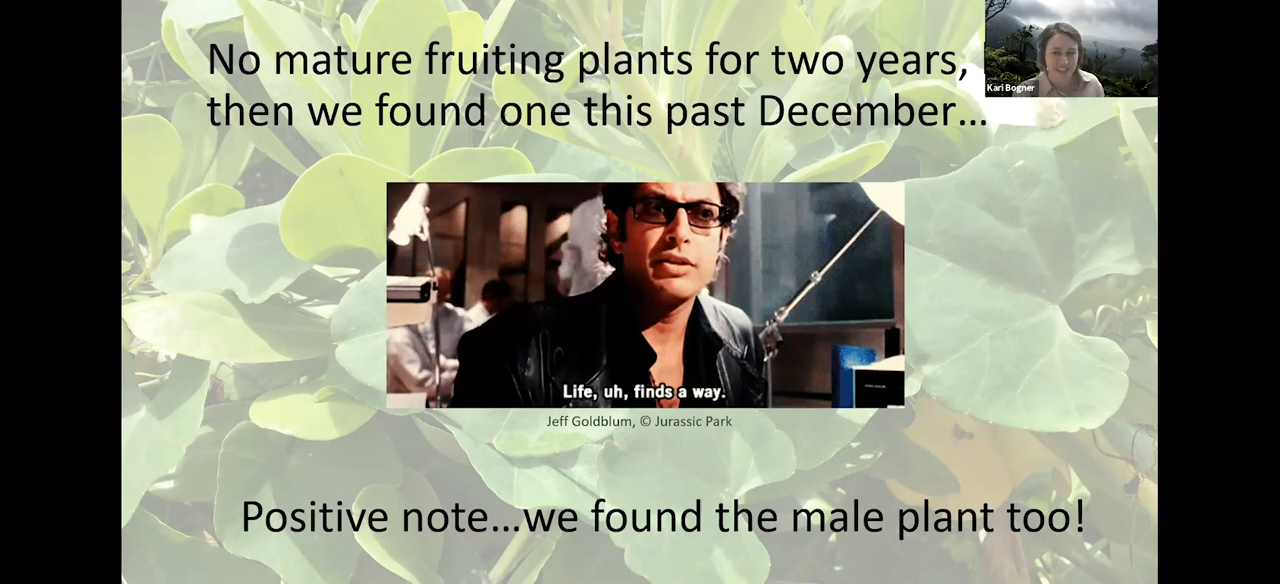 No mature fruiting plants for two years,
then we found one this past December...
Kari Bogner
Life, uh, finds a way.
Jeff Goldblum, © Jurassic Park
Positive note...we found the male plant too!